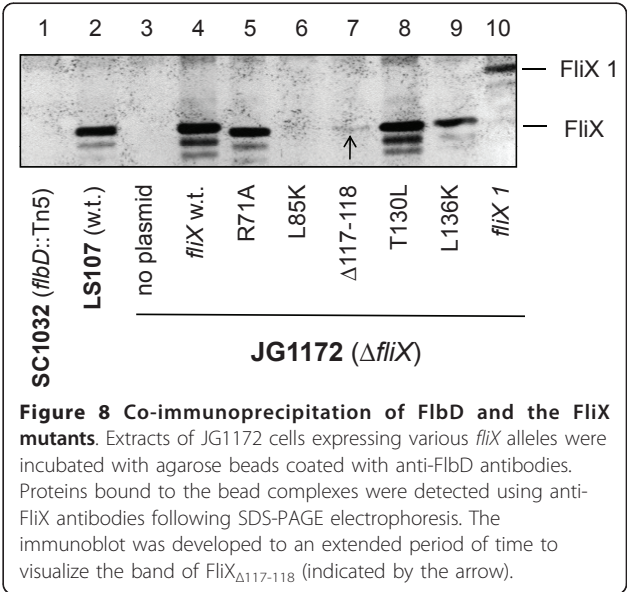 1 2 3 4 5 6 7 8 9 10
FliX 1
FliX
SC1032 (flbD::Tn5)
LS107 (w.t.)
no plasmid
fliX w.t.
R71A
L85K
Δ117-118
T130L
L136K
fliX 1
JG1172 (ΔfliX)
Figure 8 Co-immunoprecipitation of FlbD and the FliX
mutants. Extracts of JG1172 cells expressing various fliX alleles were
incubated with agarose beads coated with anti-FlbD antibodies.
Proteins bound to the bead complexes were detected using anti-
FliX antibodies following SDS-PAGE electrophoresis. The
immunoblot was developed to an extended period of time to
visualize the band of FliXΔ117-118 (indicated by the arrow).